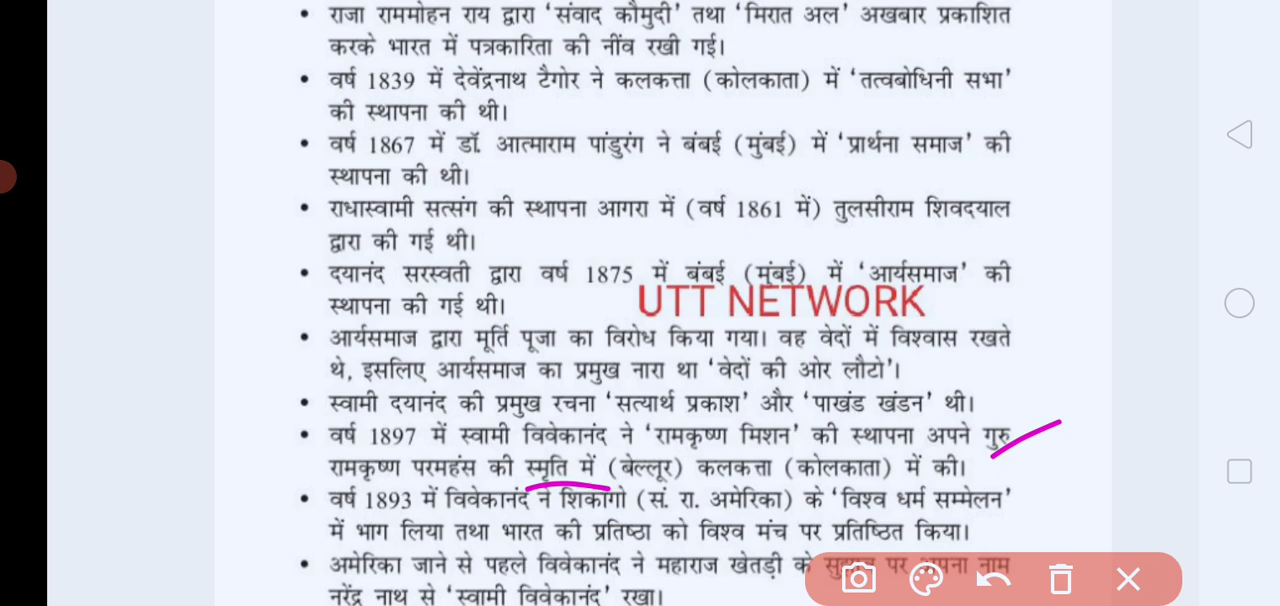 • राजा राममोहन राय द्वारा ‘संवाद कौमुदी’ तथा ‘मिरात अल’ अखबार प्रकाशित
करके भारत में पत्रकारिता की नींव रखी गई।
• वर्ष 1839 में देवेंद्रनाथ टैगोर ने कलकत्ता (कोलकाता) में ‘तत्वबोधिनी सभा’
की स्थापना की थी।
• वर्ष 1867 में डॉ. आत्माराम पांडुरंग ने बंबई (मुंबई) में ‘प्रार्थना समाज’ की
स्थापना की थी।
• राधास्वामी सत्संग की स्थापना आगरा में (वर्ष 1861 में) तुलसीराम शिवदयाल
द्वारा की गई थी।
• दयानंद सरस्वती द्वारा वर्ष 1875 में बंबई (मुंबई) में ‘आर्यसमाज’ की
स्थापना की गई थी।
UTT NETWORK
• आर्यसमाज द्वारा मूर्ति पूजा का विरोध किया गया। वह वेदों में विश्वास रखते
थे, इसलिए आर्यसमाज का प्रमुख नारा था ‘वेदों की ओर लौटो’।
• स्वामी दयानंद की प्रमुख रचना ‘सत्यार्थ प्रकाश’ और ‘पाखंड खंडन’ थी।
• वर्ष 1897 में स्वामी विवेकानंद ने ‘रामकृष्ण मिशन’ की स्थापना अपने गुरु
रामकृष्ण परमहंस की स्मृति में (बेल्लूर) कलकत्ता (कोलकाता) में की।
• वर्ष 1893 में विवेकानंद ने शिकागो (सं. रा. अमेरिका) के ‘विश्व धर्म सम्मेलन’
में भाग लिया तथा भारत की प्रतिष्ठा को विश्व मंच पर प्रतिष्ठित किया।
• अमेरिका जाने से पहले विवेकानंद ने महाराज खेतड़ी के पर अपना नाम
नरेंद्र नाथ से ‘स्वामी विवेकानंद’ रखा।